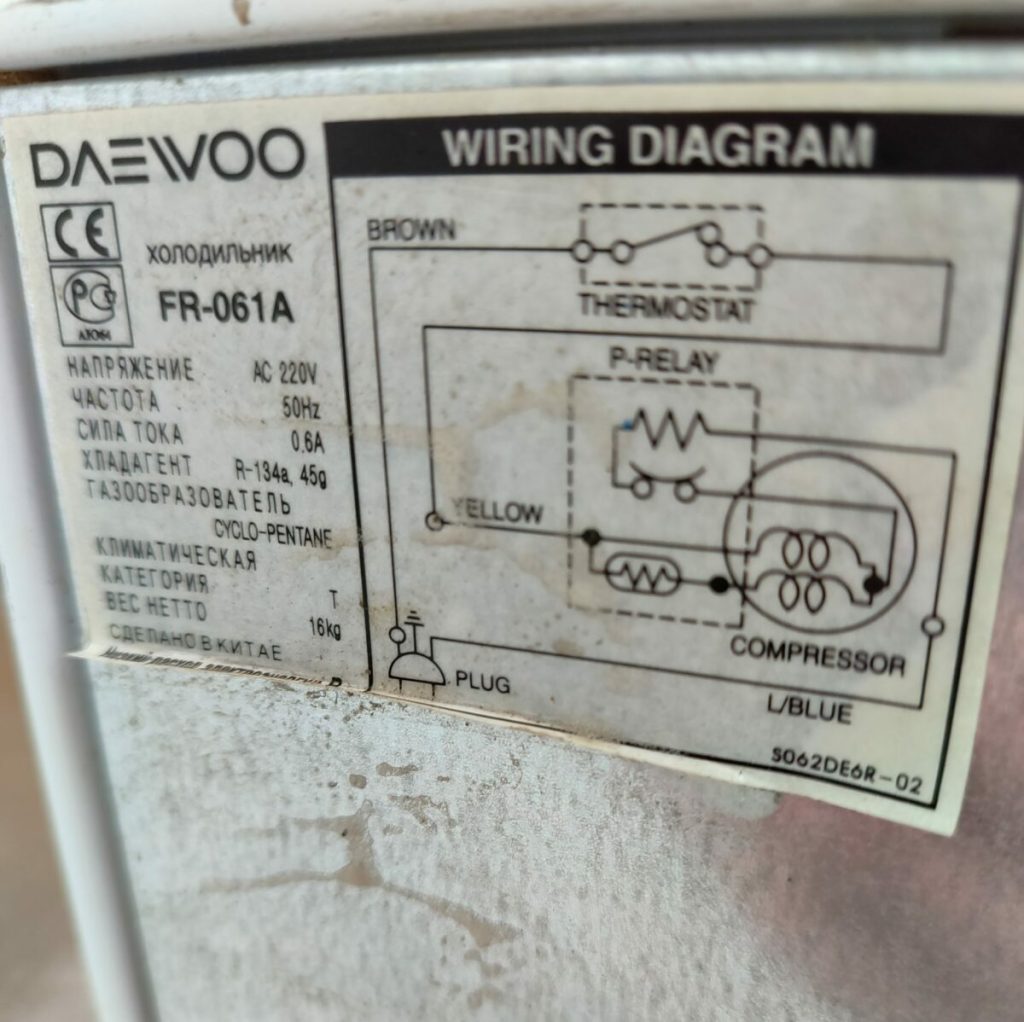 DAEWOO
CE
ХОЛОДИЛЬНИК
FR-061A
АЯ064
НАПРЯЖЕНИЕ AC 220V
ЧАСТОТА 50Hz
СИЛА ТОКА 0.6A
ХЛАДАГЕНТ R-134a, 45g
ГАЗООБРАЗОВАТЕЛЬ
CYCLO-PENTANE
КЛИМАТИЧЕСКАЯ
КАТЕГОРИЯ T
ВЕС НЕТТО 16kg
СДЕЛАНО В КИТАЕ
WIRING DIAGRAM
BROWN
THERMOSTAT
P-RELAY
YELLOW
COMPRESSOR
PLUG
L/BLUE
S062DE6R-02